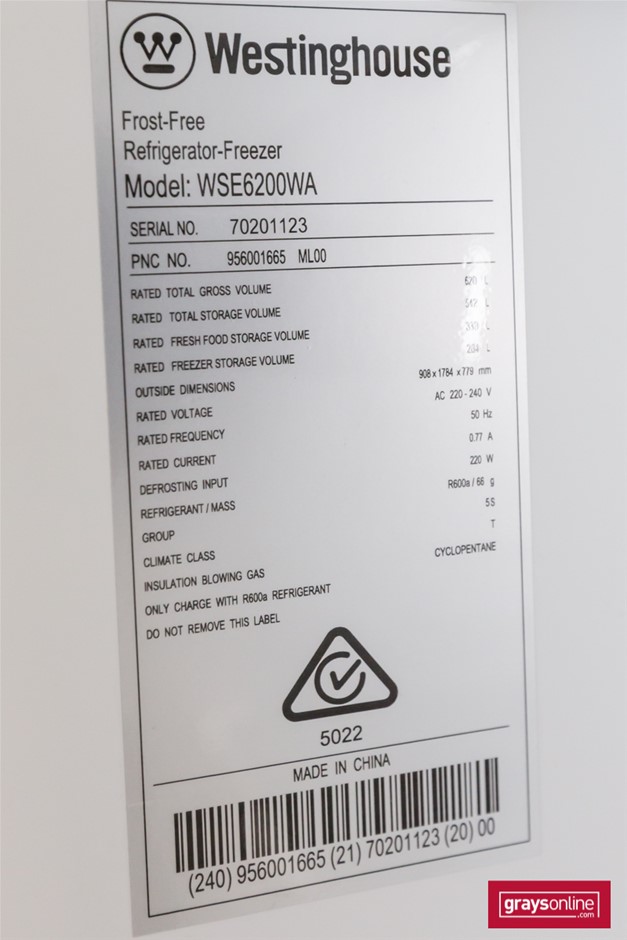 Westinghouse
Frost-Free
Refrigerator-Freezer
Model: WSE6200WA
SERIAL NO. 70201123
PNC NO. 956001665 ML00
RATED TOTAL GROSS VOLUME 620 L
RATED TOTAL STORAGE VOLUME L
RATED FRESH FOOD STORAGE VOLUME L
RATED FREEZER STORAGE VOLUME 204 L
OUTSIDE DIMENSIONS 908 x 1784 x 779 mm
RATED VOLTAGE AC 220 - 240 V
RATED FREQUENCY 50 Hz
RATED CURRENT 0.77 A
DEFROSTING INPUT 220 W
REFRIGERANT / MASS R600a / 66 g
GROUP 5S
CLIMATE CLASS T
INSULATION BLOWING GAS CYCLOPENTANE
ONLY CHARGE WITH R600a REFRIGERANT
DO NOT REMOVE THIS LABEL
5022
MADE IN CHINA
(240) 956001665 (21) 70201123 (20) 00
graysonline.com